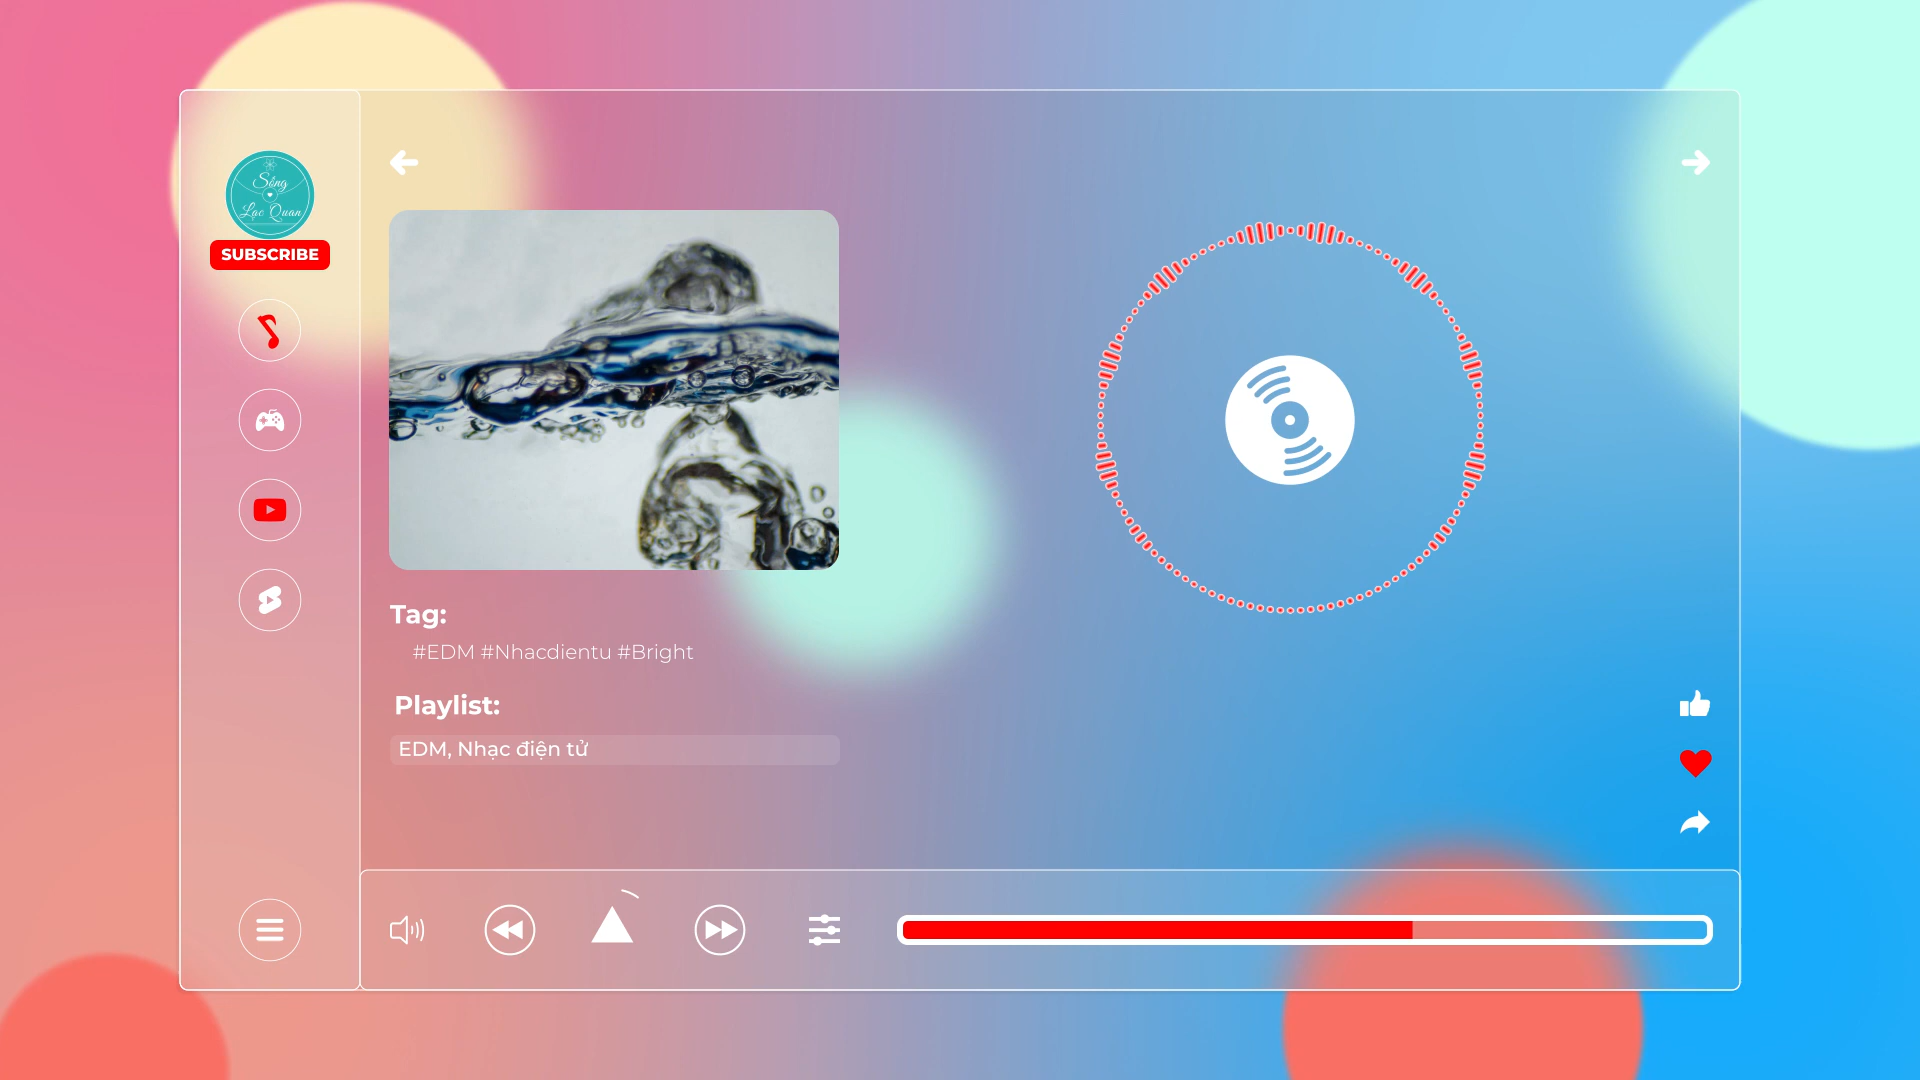 Sống
Lạc Quan
SUBSCRIBE
Tag:
#EDM #Nhacdientu #Bright
Playlist:
EDM, Nhạc điện tử